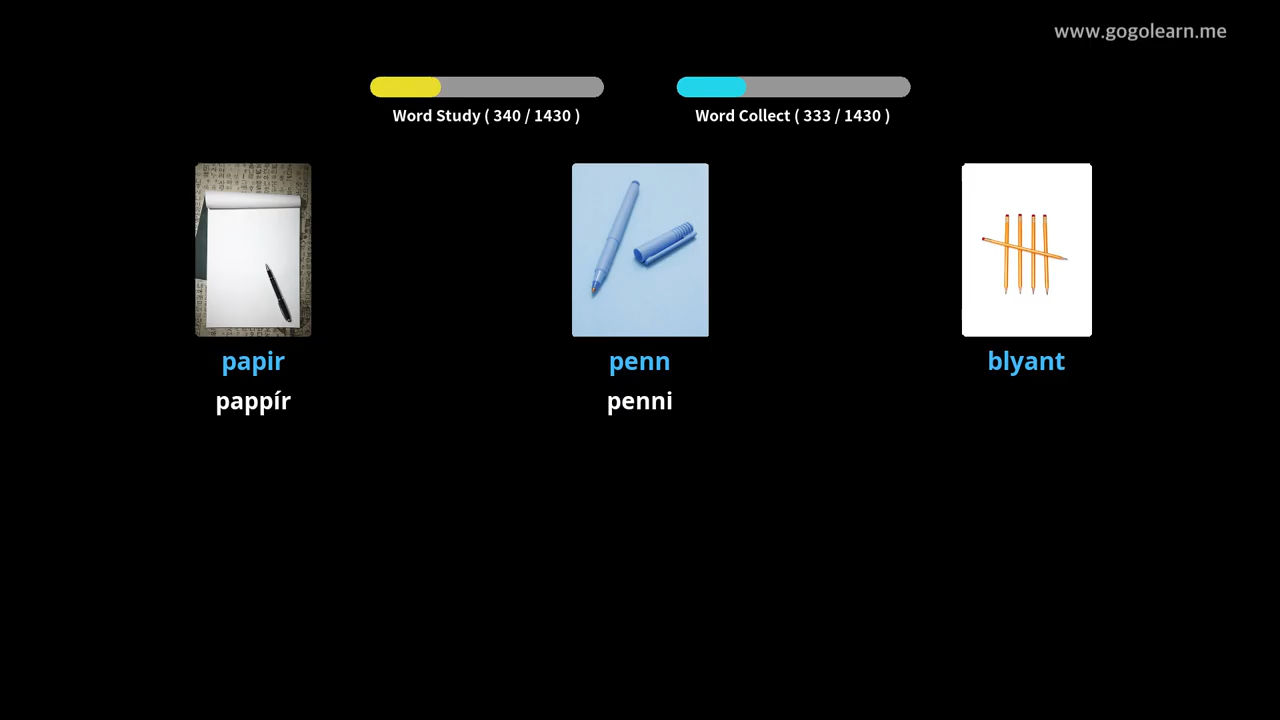 www.gogolearn.me
Word Study ( 340 / 1430 )
Word Collect ( 333 / 1430 )
papir
penn
blyant
pappír
penni